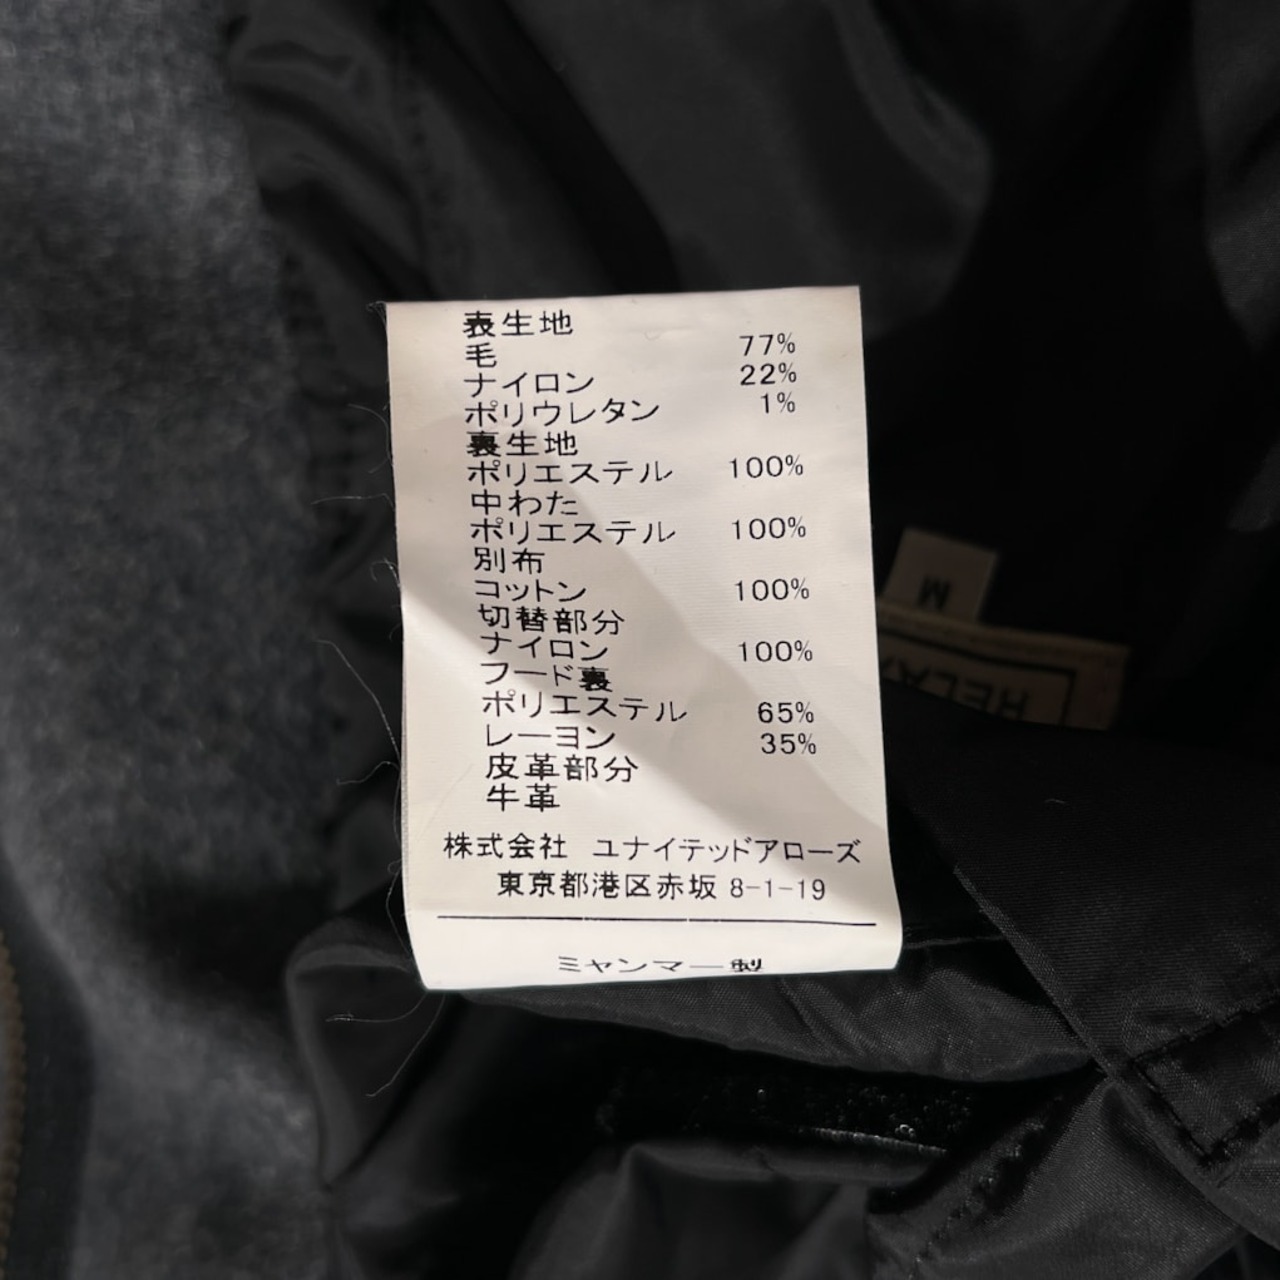 表生地
毛 77%
ナイロン 22%
ポリウレタン 1%
裏生地
ポリエステル 100%
中わた
ポリエステル 100%
別布
コットン 100%
切替部分
ナイロン 100%
フード裏
ポリエステル 65%
レーヨン 35%
皮革部分
牛革
株式会社 ユナイテッドアローズ
東京都港区赤坂 8-1-19
ミャンマー製
M